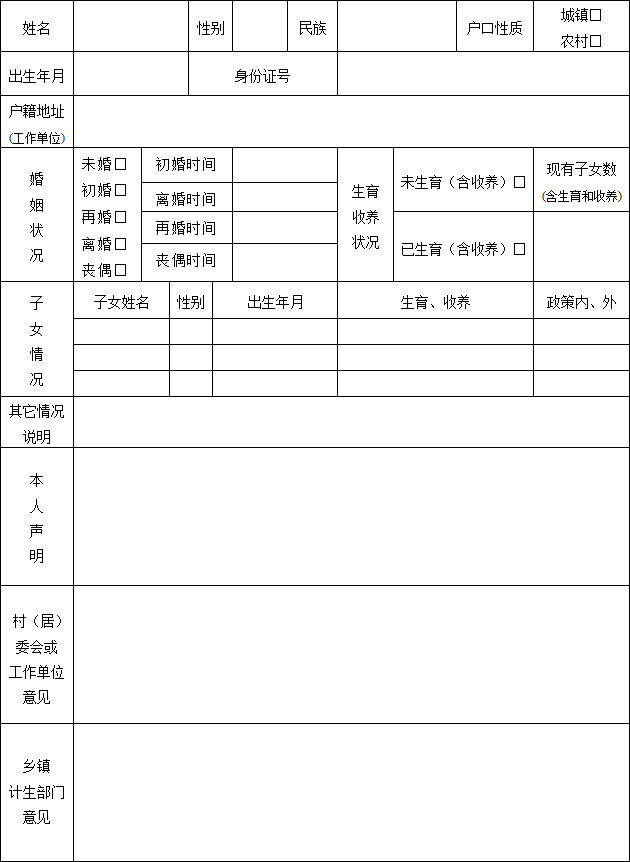 姓名 性别 民族 户口性质 城镇□
农村□
出生年月 身份证号
户籍地址
(工作单位)
婚
姻
状
况
未婚□
初婚□
再婚□
离婚□
丧偶□
初婚时间
离婚时间
再婚时间
丧偶时间
生育
收养
状况
未生育（含收养）□
已生育（含收养）□
现有子女数
(含生育和收养)
子
女
情
况
子女姓名 性别 出生年月 生育、收养 政策内、外
其它情况
说明
本
人
声
明
村（居）
委会或
工作单位
意见
乡镇
计生部门
意见